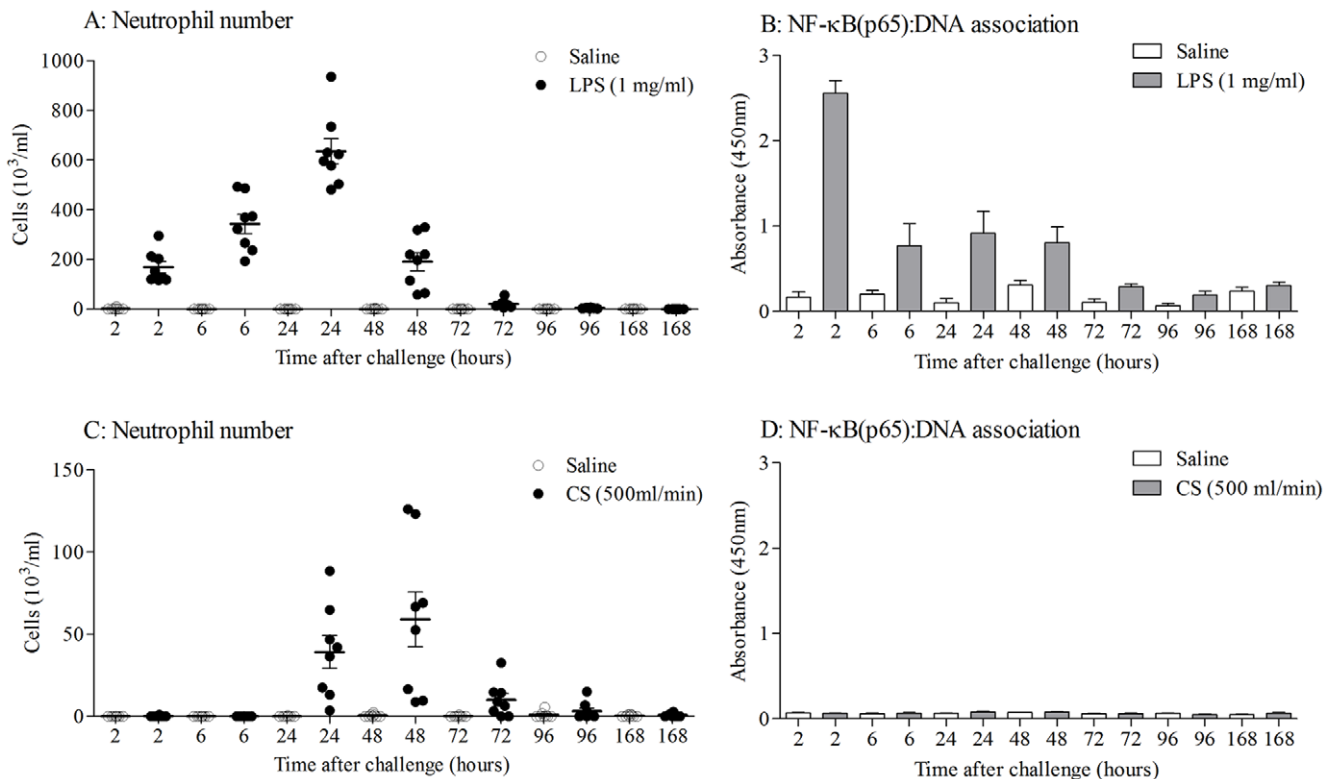 A: Neutrophil number
Saline
LPS (1 mg/ml)
1000
800
600
400
200
0
Cells (10³/ml)
2 2 6 6 24 24 48 48 72 72 96 96 168 168
Time after challenge (hours)
B: NF-κB(p65):DNA association
Saline
LPS (1 mg/ml)
3
2
1
0
Absorbance (450nm)
2 2 6 6 24 24 48 48 72 72 96 96 168 168
Time after challenge (hours)
C: Neutrophil number
Saline
CS (500ml/min)
150
100
50
0
Cells (10³/ml)
2 2 6 6 24 24 48 48 72 72 96 96 168 168
Time after challenge (hours)
D: NF-κB(p65):DNA association
Saline
CS (500 ml/min)
3
2
1
0
Absorbance (450nm)
2 2 6 6 24 24 48 48 72 72 96 96 168 168
Time after challenge (hours)